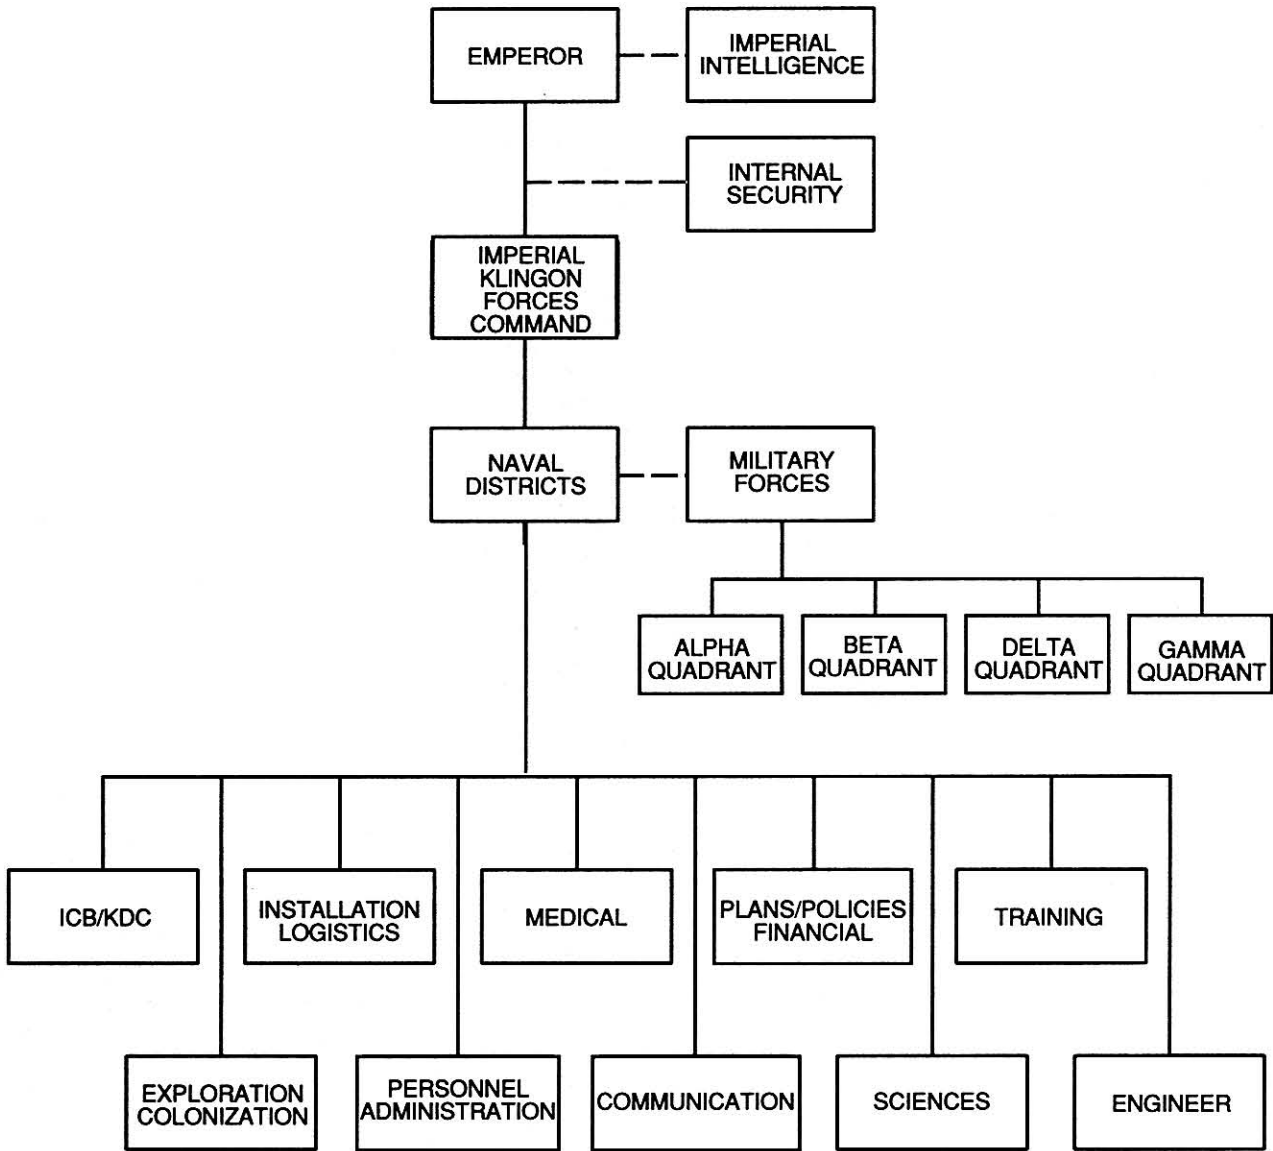 EMPEROR
IMPERIAL
INTELLIGENCE
INTERNAL
SECURITY
IMPERIAL
KLINGON
FORCES
COMMAND
NAVAL
DISTRICTS
MILITARY
FORCES
ALPHA
QUADRANT
BETA
QUADRANT
DELTA
QUADRANT
GAMMA
QUADRANT
ICB/KDC
INSTALLATION
LOGISTICS
MEDICAL
PLANS/POLICIES
FINANCIAL
TRAINING
EXPLORATION
COLONIZATION
PERSONNEL
ADMINISTRATION
COMMUNICATION
SCIENCES
ENGINEER